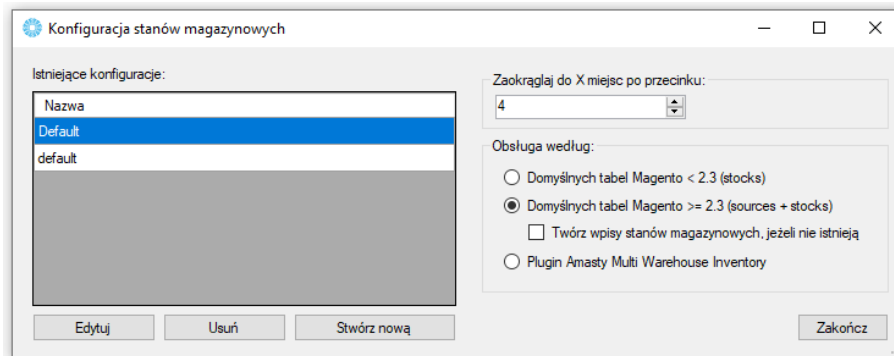 Konfiguracja stanów magazynowych
Istniejące konfiguracje:
Nazwa
Default
default
Edytuj
Usuń
Stwórz nową
Zaokrąglaj do X miejsc po przecinku:
4
Obsługa według:
Domyślnych tabel Magento < 2.3 (stocks)
Domyślnych tabel Magento >= 2.3 (sources + stocks)
Twórz wpisy stanów magazynowych, jeżeli nie istnieją
Plugin Amasty Multi Warehouse Inventory
Zakończ